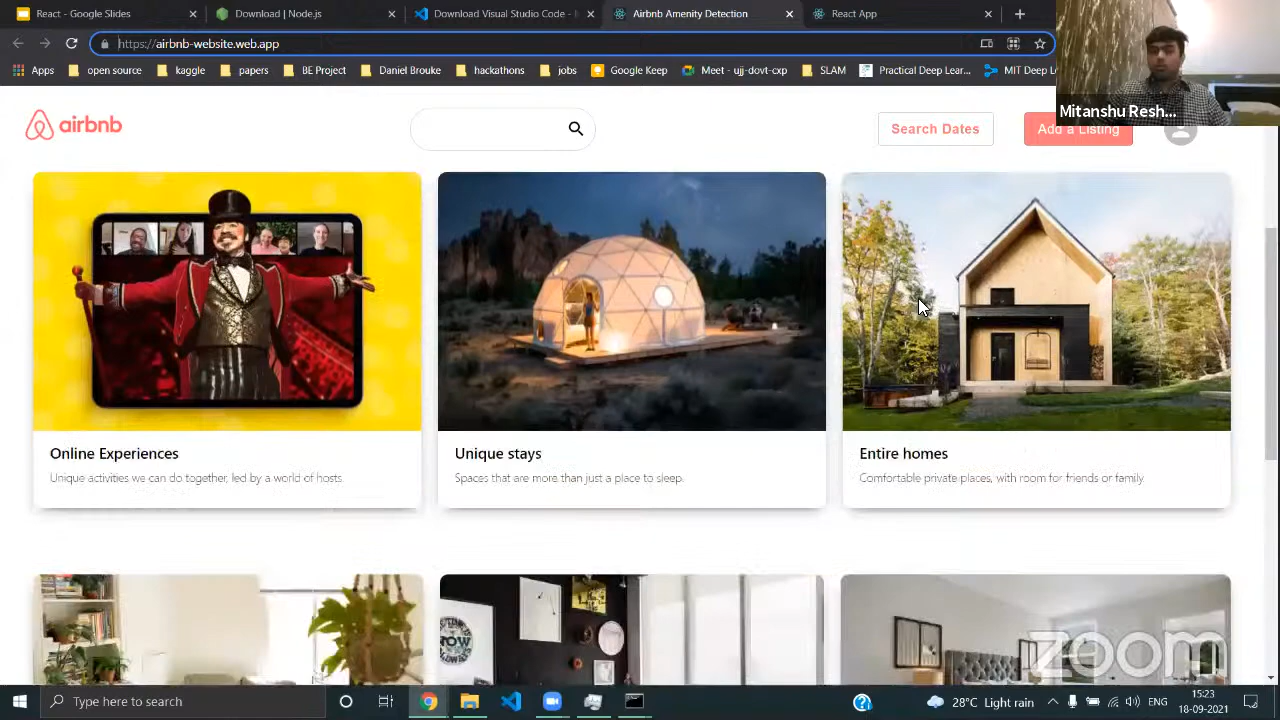 React - Google Slides
Download | Node.js
Download Visual Studio Code -
Airbnb Amenity Detection
React App
https://airbnb-website.web.app
Apps
open source
kaggle
papers
BE Project
Daniel Brouke
hackathons
jobs
Google Keep
Meet - ujj-dovt-cxp
SLAM
Practical Deep Lear...
MIT Deep L
Mitanshu Resh...
airbnb
Search Dates
Add a Listing
Online Experiences
Unique activities we can do together, led by a world of hosts.
Unique stays
Spaces that are more than just a place to sleep.
Entire homes
Comfortable private places, with room for friends or family.
zoom
Type here to search
28°C Light rain
ENG
15:23
18-09-2021